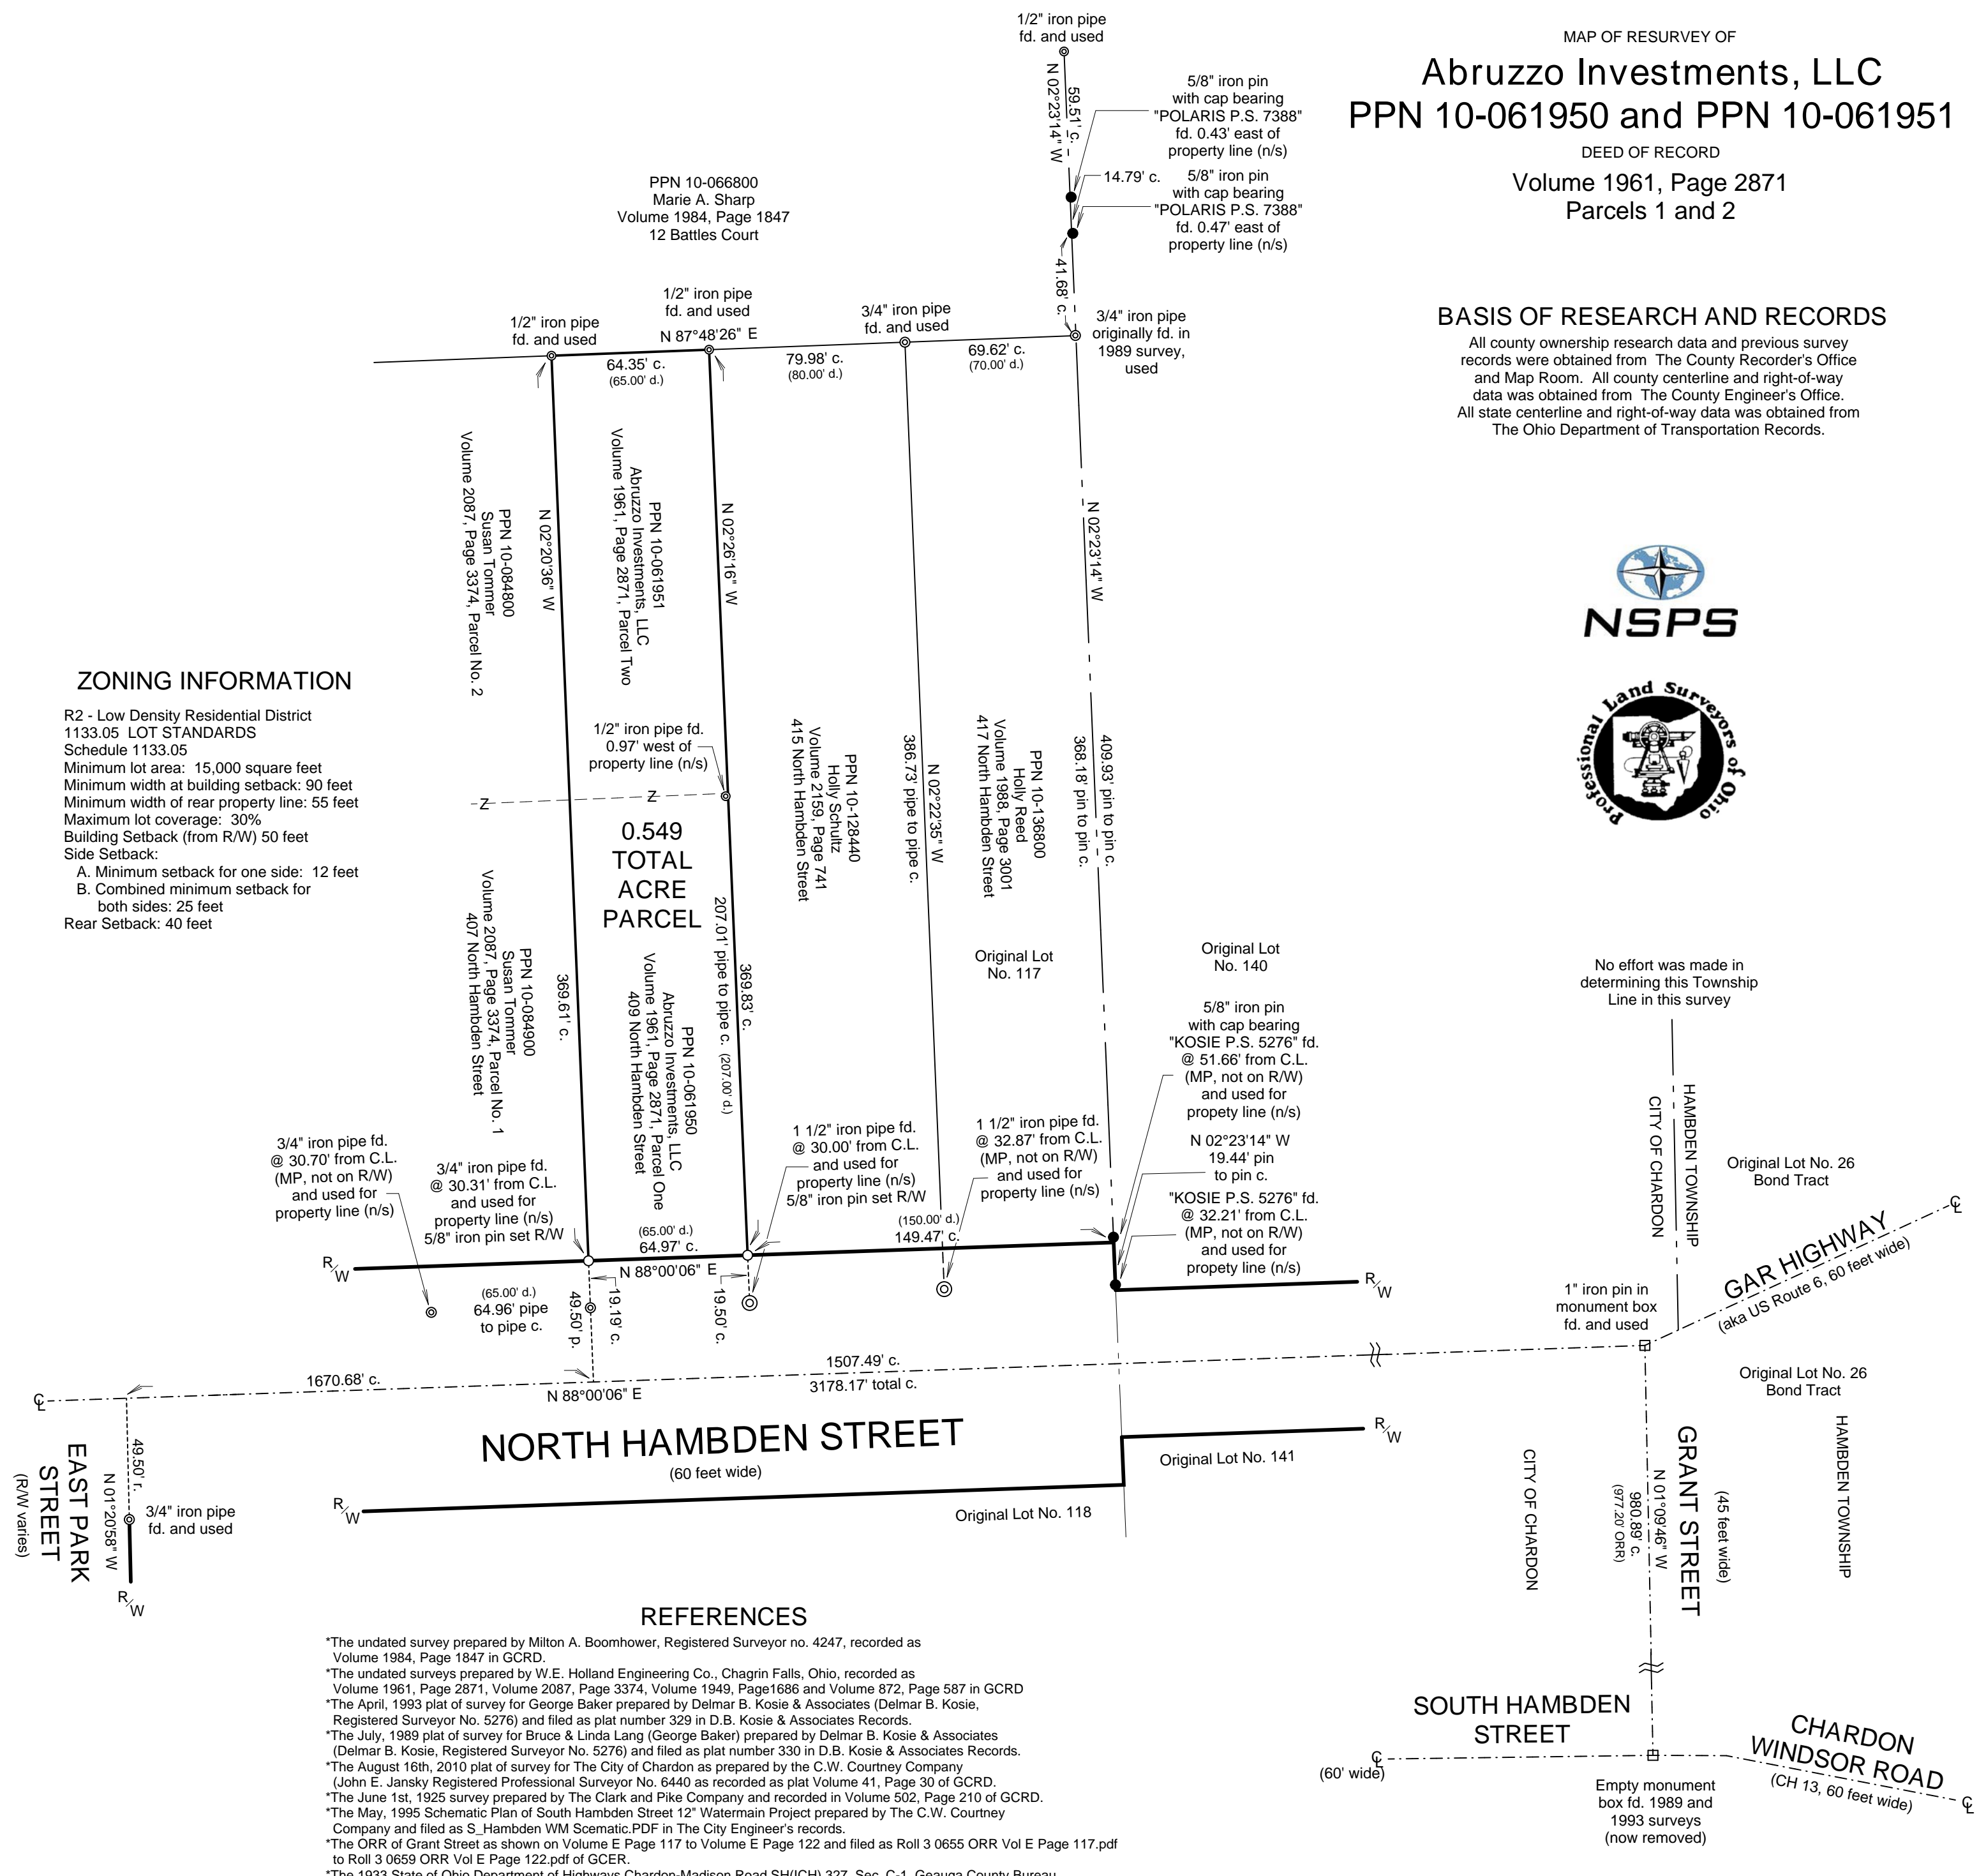 MAP OF RESURVEY OF
Abruzzo Investments, LLC
PPN 10-061950 and PPN 10-061951
DEED OF RECORD
Volume 1961, Page 2871
Parcels 1 and 2
BASIS OF RESEARCH AND RECORDS
All county ownership research data and previous survey
records were obtained from The County Recorder's Office
and Map Room. All county centerline and right-of-way
data was obtained from The County Engineer's Office.
All state centerline and right-of-way data was obtained from
The Ohio Department of Transportation Records.
NSPS
Professional Land Surveyors of Ohio
1/2" iron pipe
fd. and used
N 02°23'14" W
59.51' c.
5/8" iron pin
with cap bearing
"POLARIS P.S. 7388"
fd. 0.43' east of
property line (n/s)
14.79' c.
5/8" iron pin
with cap bearing
"POLARIS P.S. 7388"
fd. 0.47' east of
property line (n/s)
41.68' c.
PPN 10-066800
Marie A. Sharp
Volume 1984, Page 1847
12 Battles Court
1/2" iron pipe
fd. and used
1/2" iron pipe
fd. and used
N 87°48'26" E
3/4" iron pipe
fd. and used
3/4" iron pipe
originally fd. in
1989 survey,
used
64.35' c.
(65.00' d.)
79.98' c.
(80.00' d.)
69.62' c.
(70.00' d.)
PPN 10-084800
Susan Tommer
Volume 2087, Page 3374, Parcel No. 2
N 02°20'36" W
PPN 10-061951
Abruzzo Investments, LLC
Volume 1961, Page 2871, Parcel Two
N 02°26'16" W
N 02°23'14" W
ZONING INFORMATION
R2 - Low Density Residential District
1133.05 LOT STANDARDS
Schedule 1133.05
Minimum lot area: 15,000 square feet
Minimum width at building setback: 90 feet
Minimum width of rear property line: 55 feet
Maximum lot coverage: 30%
Building Setback (from R/W) 50 feet
Side Setback:
A. Minimum setback for one side: 12 feet
B. Combined minimum setback for
both sides: 25 feet
Rear Setback: 40 feet
1/2" iron pipe fd.
0.97' west of
property line (n/s)
Z
Z
0.549
TOTAL
ACRE
PARCEL
PPN 10-128440
Holly Schultz
Volume 2159, Page 741
415 North Hambden Street
N 02°22'35" W
386.73' pipe to pipe c.
PPN 10-136800
Holly Reed
Volume 1988, Page 3001
417 North Hambden Street
409.93' pin to pin c.
368.18' pin to pin c.
PPN 10-084900
Susan Tommer
Volume 2087, Page 3374, Parcel No. 1
407 North Hambden Street
369.61' c.
PPN 10-061950
Abruzzo Investments, LLC
Volume 1961, Page 2871, Parcel One
409 North Hambden Street
369.83' c.
207.01' pipe to pipe c. (207.00' d.)
Original Lot
No. 117
Original Lot
No. 140
5/8" iron pin
with cap bearing
"KOSIE P.S. 5276" fd.
@ 51.66' from C.L.
(MP, not on R/W)
and used for
propety line (n/s)
N 02°23'14" W
19.44' pin
to pin c.
"KOSIE P.S. 5276" fd.
@ 32.21' from C.L.
(MP, not on R/W)
and used for
propety line (n/s)
3/4" iron pipe fd.
@ 30.70' from C.L.
(MP, not on R/W)
and used for
property line (n/s)
3/4" iron pipe fd.
@ 30.31' from C.L.
and used for
property line (n/s)
5/8" iron pin set R/W
1 1/2" iron pipe fd.
@ 30.00' from C.L.
and used for
property line (n/s)
5/8" iron pin set R/W
1 1/2" iron pipe fd.
@ 32.87' from C.L.
(MP, not on R/W)
and used for
property line (n/s)
(65.00' d.)
64.97' c.
N 88°00'06" E
(150.00' d.)
149.47' c.
R/W
R/W
(65.00' d.)
64.96' pipe
to pipe c.
49.50' p.
19.19' c.
19.50' c.
1670.68' c.
1507.49' c.
N 88°00'06" E
3178.17' total c.
NORTH HAMBDEN STREET
(60 feet wide)
R/W
R/W
Original Lot No. 141
Original Lot No. 118
CL
EAST PARK
STREET
(R/W varies)
N 01°20'58" W
49.50' r.
3/4" iron pipe
fd. and used
R/W
No effort was made in
determining this Township
Line in this survey
HAMBDEN TOWNSHIP
CITY OF CHARDON
Original Lot No. 26
Bond Tract
GAR HIGHWAY
(aka US Route 6, 60 feet wide)
CL
1" iron pin in
monument box
fd. and used
Original Lot No. 26
Bond Tract
CITY OF CHARDON
HAMBDEN TOWNSHIP
GRANT STREET
(45 feet wide)
N 01°09'46" W
980.89' c.
(977.20' ORR)
SOUTH HAMBDEN
STREET
(60' wide)
CL
CHARDON
WINDSOR ROAD
(CH 13, 60 feet wide)
CL
Empty monument
box fd. 1989 and
1993 surveys
(now removed)
REFERENCES
*The undated survey prepared by Milton A. Boomhower, Registered Surveyor no. 4247, recorded as
Volume 1984, Page 1847 in GCRD.
*The undated surveys prepared by W.E. Holland Engineering Co., Chagrin Falls, Ohio, recorded as
Volume 1961, Page 2871, Volume 2087, Page 3374, Volume 1949, Page1686 and Volume 872, Page 587 in GCRD
*The April, 1993 plat of survey for George Baker prepared by Delmar B. Kosie & Associates (Delmar B. Kosie,
Registered Surveyor No. 5276) and filed as plat number 329 in D.B. Kosie & Associates Records.
*The July, 1989 plat of survey for Bruce & Linda Lang (George Baker) prepared by Delmar B. Kosie & Associates
(Delmar B. Kosie, Registered Surveyor No. 5276) and filed as plat number 330 in D.B. Kosie & Associates Records.
*The August 16th, 2010 plat of survey for The City of Chardon as prepared by the C.W. Courtney Company
(John E. Jansky Registered Professional Surveyor No. 6440 as recorded as plat Volume 41, Page 30 of GCRD.
*The June 1st, 1925 survey prepared by The Clark and Pike Company and recorded in Volume 502, Page 210 of GCRD.
*The May, 1995 Schematic Plan of South Hambden Street 12" Watermain Project prepared by The C.W. Courtney
Company and filed as S_Hambden WM Scematic.PDF in The City Engineer's records.
*The ORR of Grant Street as shown on Volume E Page 117 to Volume E Page 122 and filed as Roll 3 0655 ORR Vol E Page 117.pdf
to Roll 3 0659 ORR Vol E Page 122.pdf of GCER.
*The 1933 State of Ohio Department of Highways Chardon-Madison Road SH(ICH) 327, Sec. C-1, Geauga County Bureau